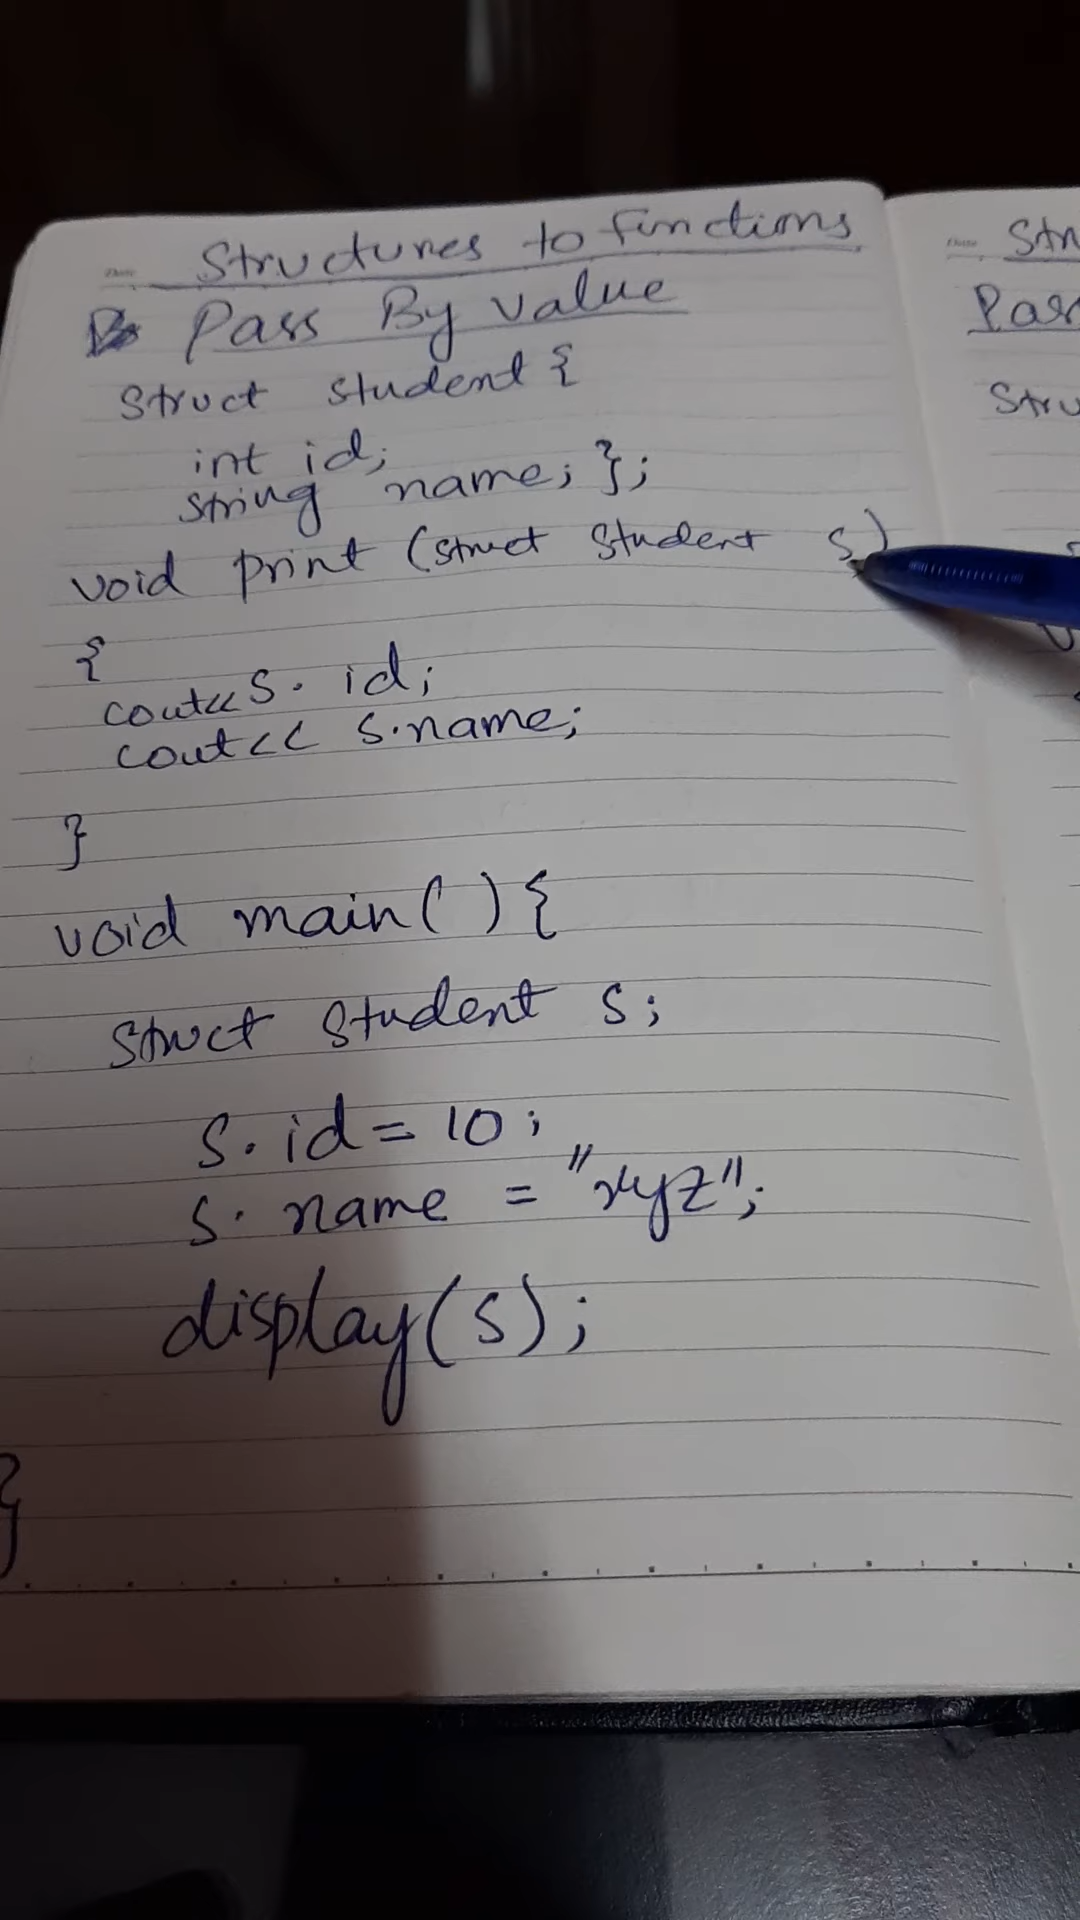 Structures to functions
Pass By value
Struct student {
int id;
string name; };
void print (struct student s)
{
cout<< s. id;
cout<< s.name;
}
void main( ) {
Struct student s;
s. id = 10;
s. name = "xyz";
display(s);
}
Date
Str
Pas
Stru